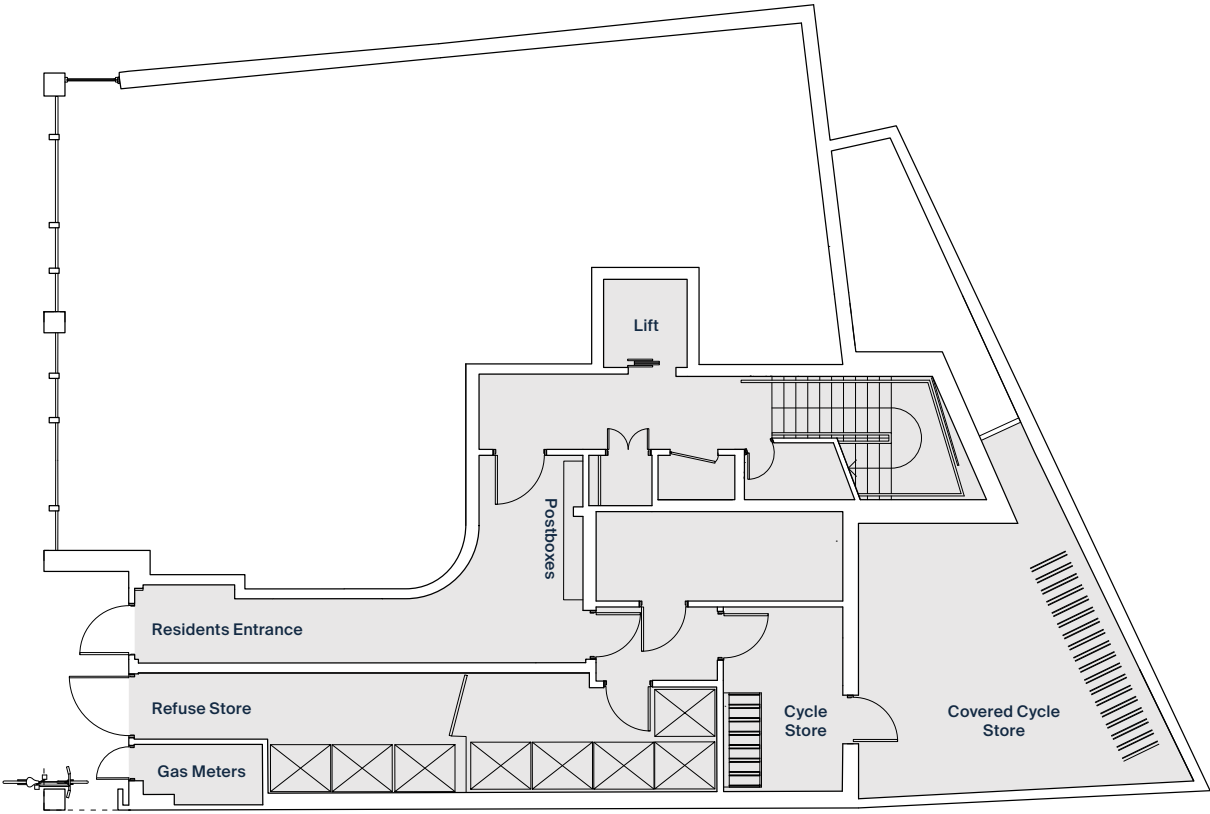 Lift
Postboxes
Residents Entrance
Refuse Store
Cycle
Store
Covered Cycle
Store
Gas Meters